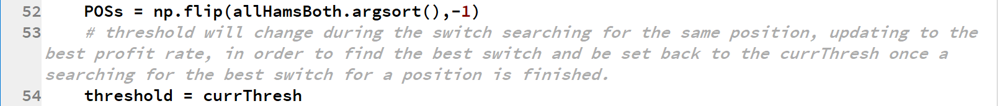 52 POSs = np.flip(allHamsBoth.argsort(),-1)
53 # threshold will change during the switch searching for the same position, updating to the
best profit rate, in order to find the best switch and be set back to the currThresh once a
searching for the best switch for a position is finished.
54 threshold = currThresh